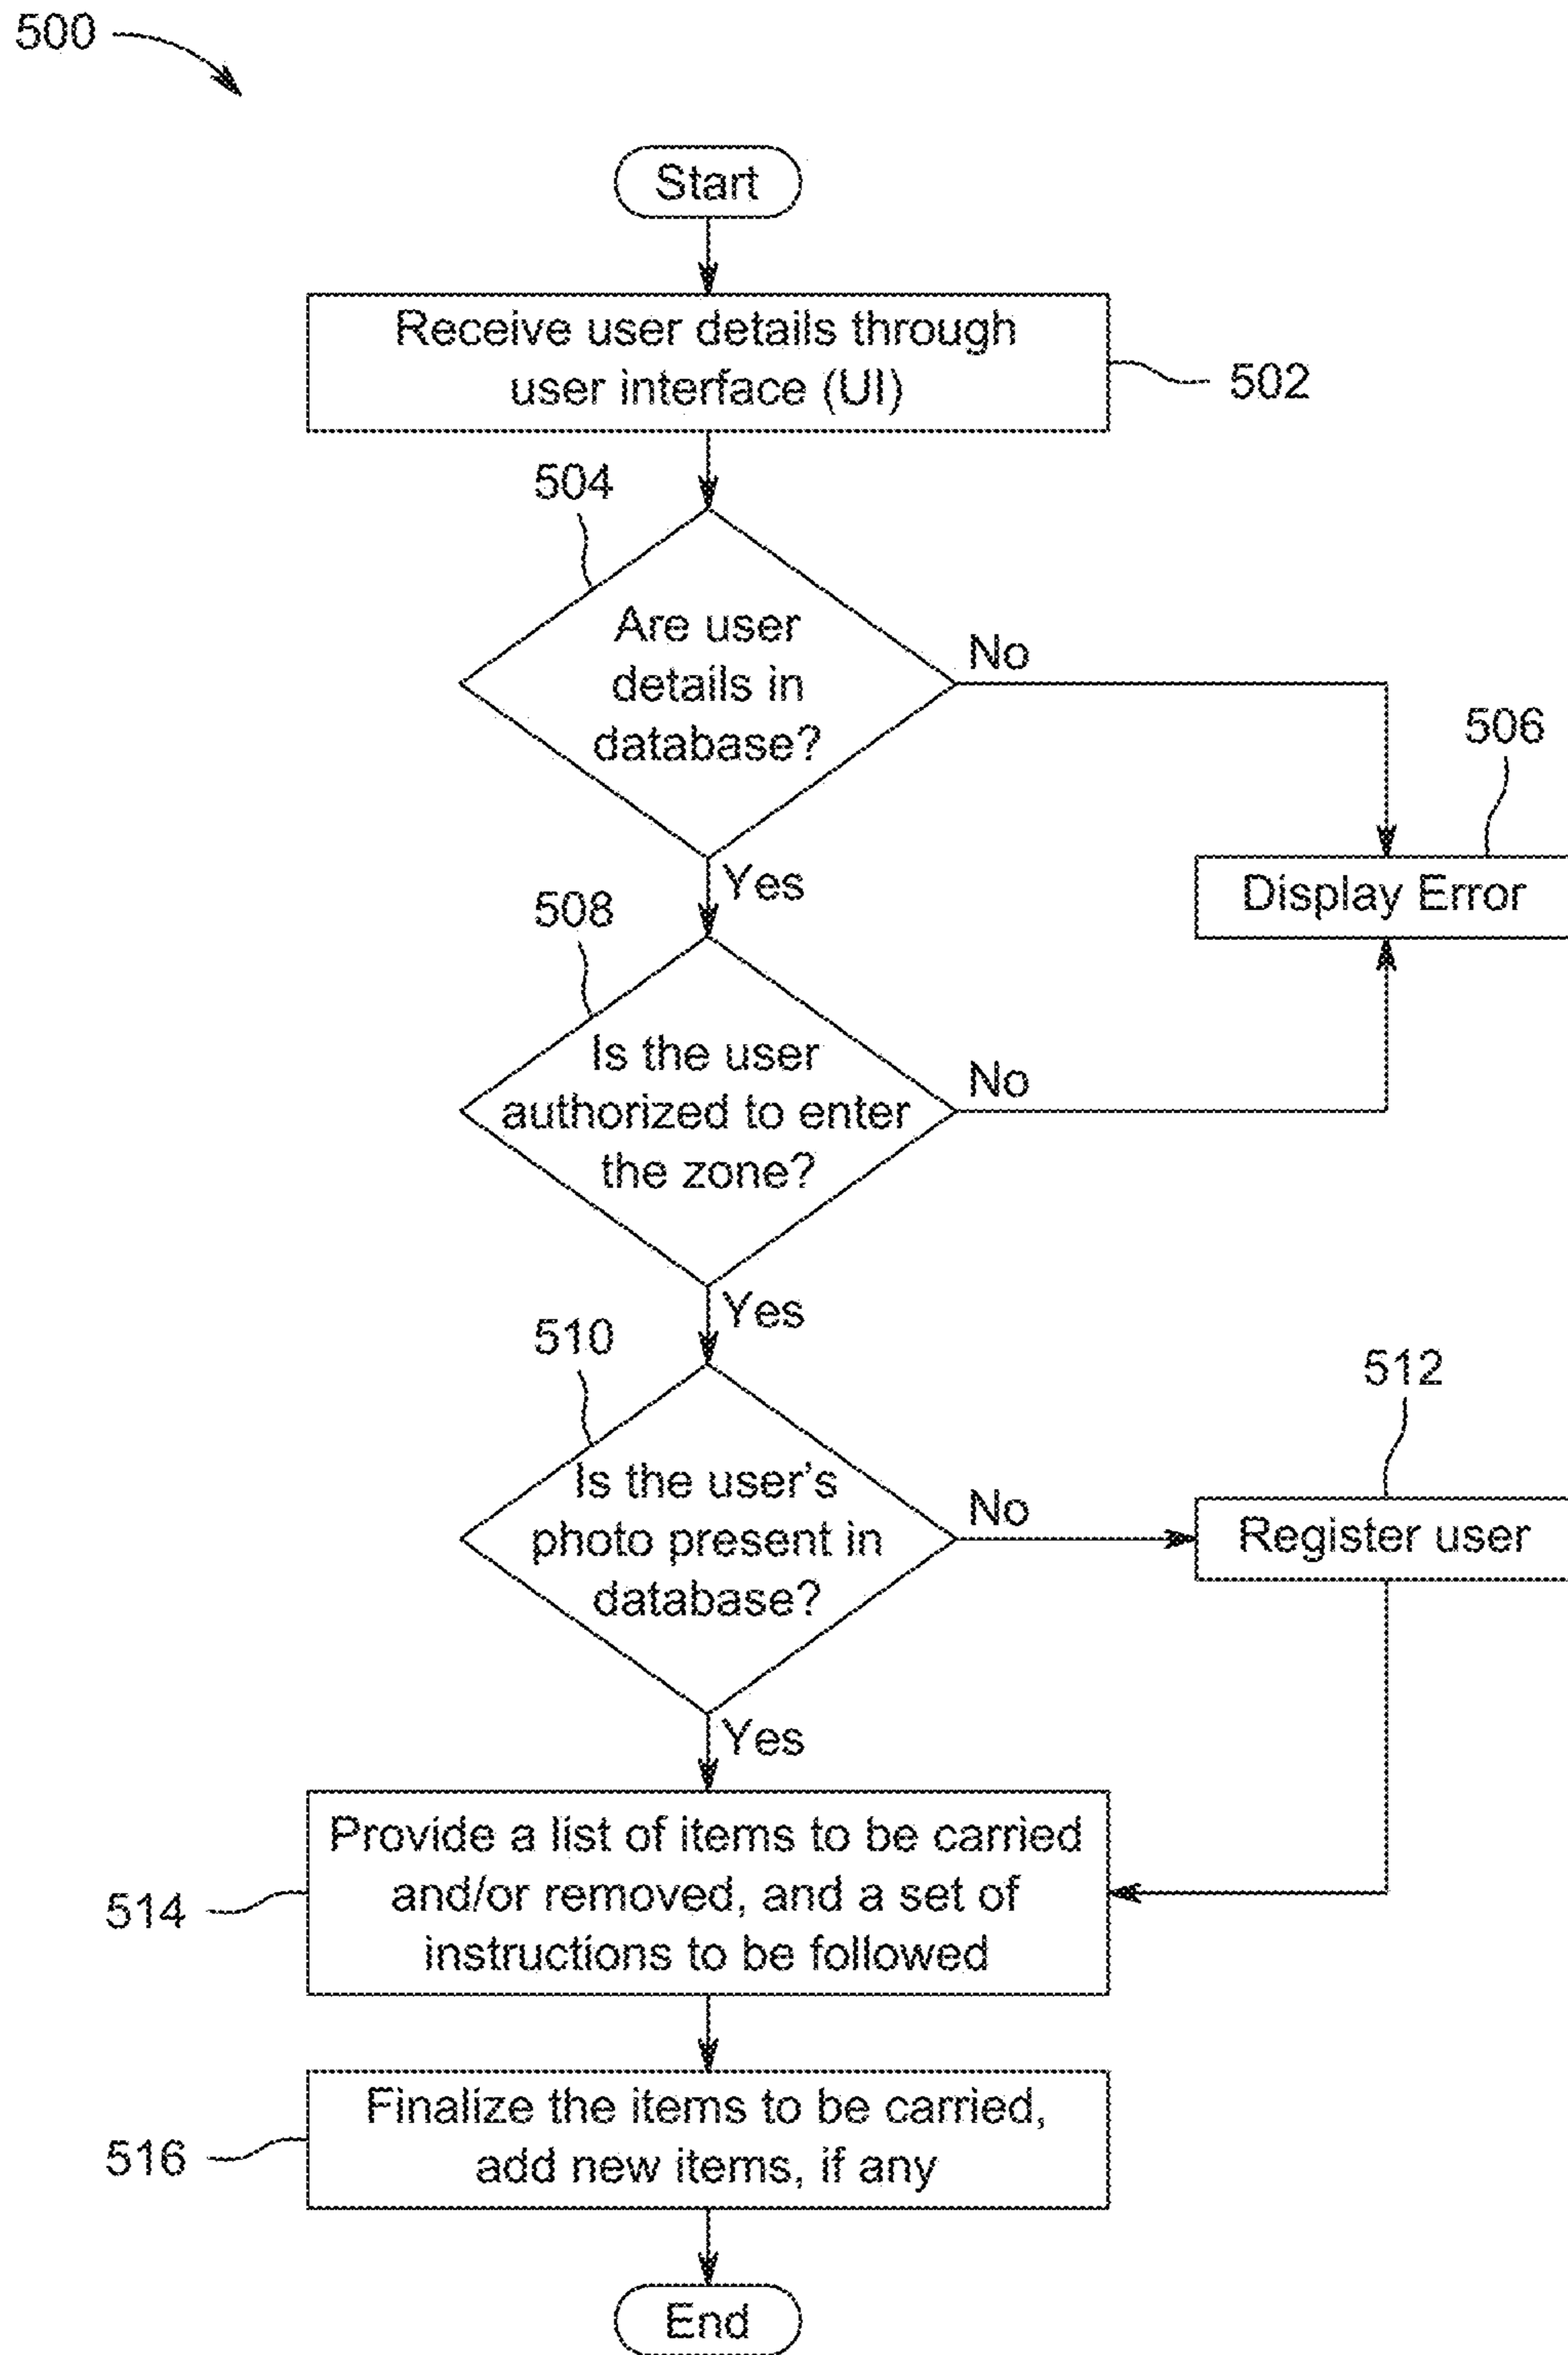 500
Start
Receive user details through
user interface (UI)
502
504
Are user
details in
database?
No
506
Display Error
Yes
508
Is the user
authorized to enter
the zone?
No
Yes
510
Is the user's
photo present in
database?
No
512
Register user
Yes
Provide a list of items to be carried
and/or removed, and a set of
instructions to be followed
514
Finalize the items to be carried,
add new items, if any
516
End